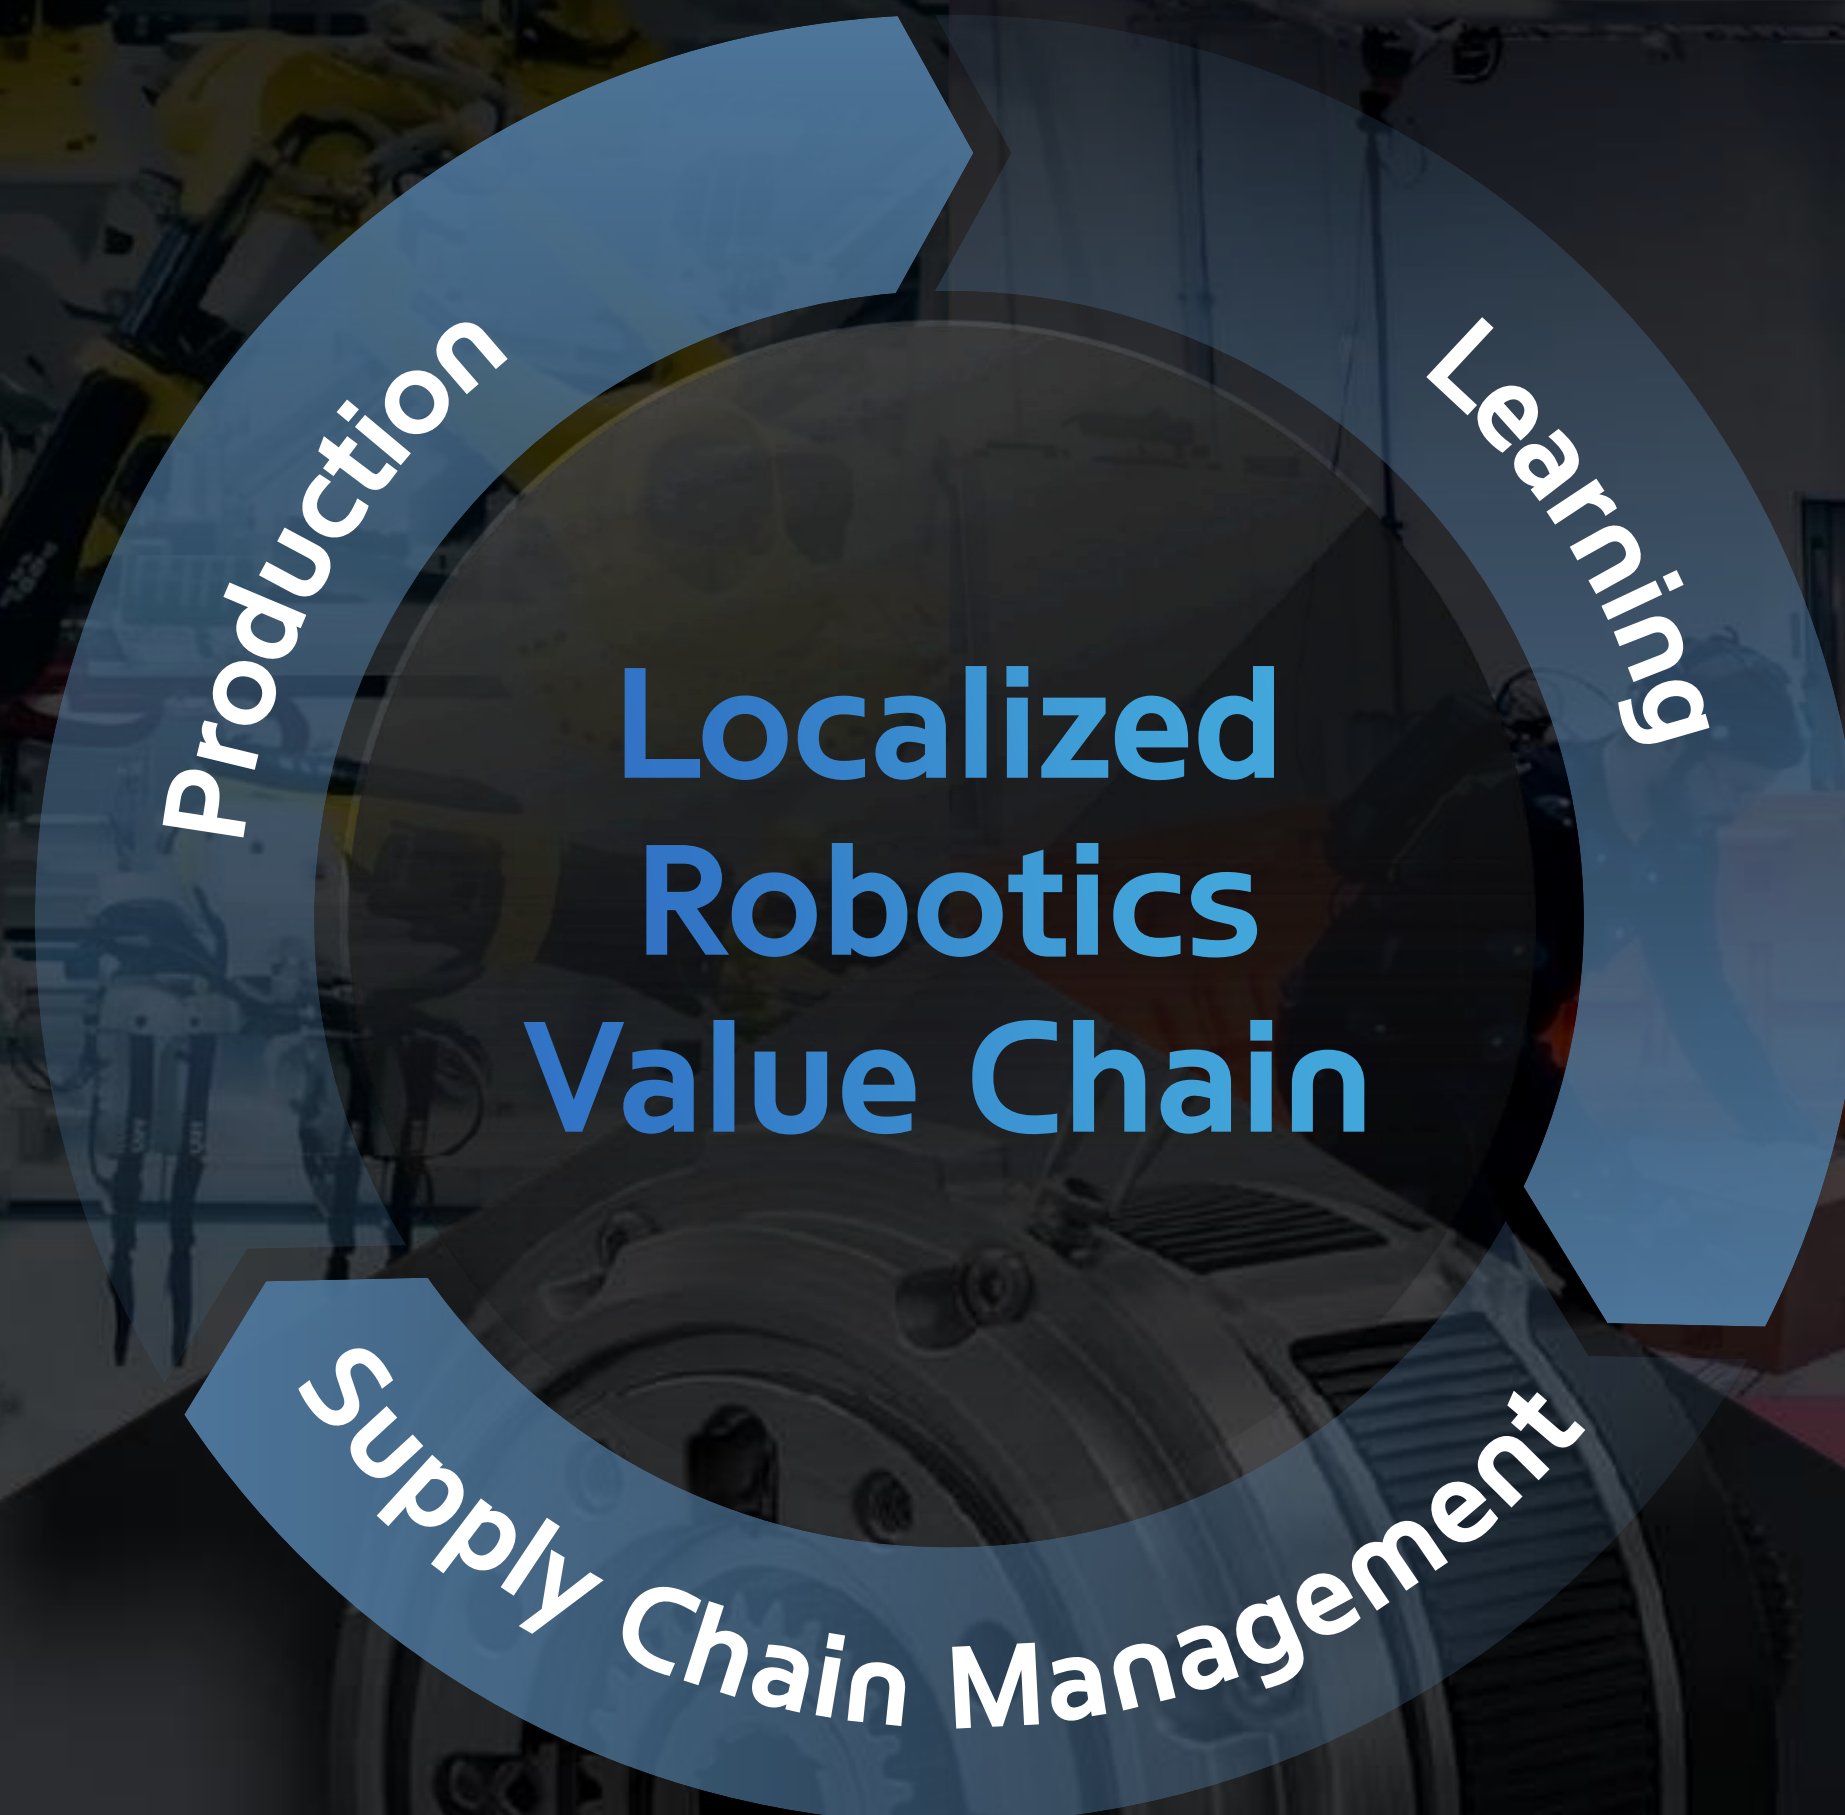 Production
Learning
Localized
Robotics
Value Chain
Supply Chain Management